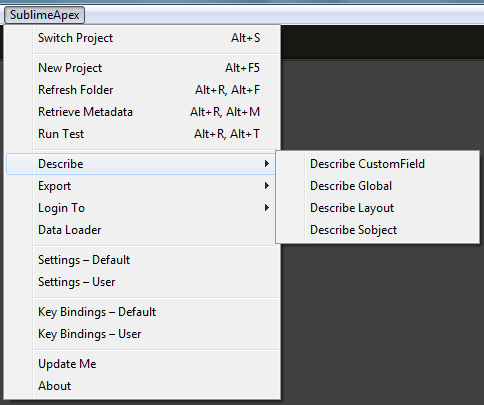 SublimeApex
Switch Project Alt+S
New Project Alt+F5
Refresh Folder Alt+R, Alt+F
Retrieve Metadata Alt+R, Alt+M
Run Test Alt+R, Alt+T
Describe
Export
Login To
Data Loader
Settings – Default
Settings – User
Key Bindings – Default
Key Bindings – User
Update Me
About
Describe CustomField
Describe Global
Describe Layout
Describe Sobject